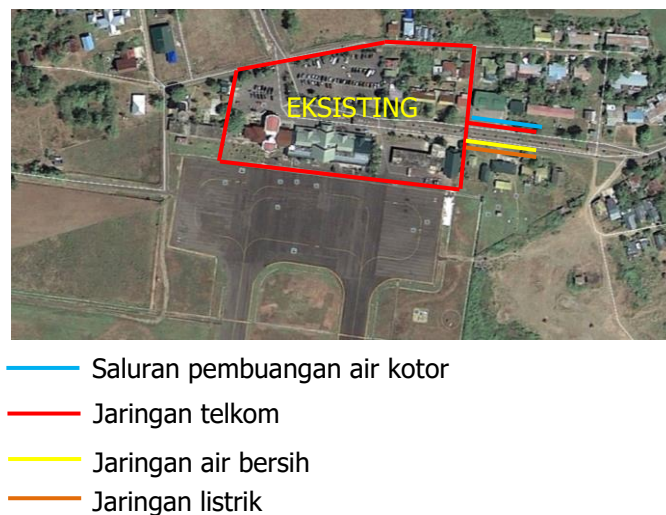 EKSISTING
Saluran pembuangan air kotor
Jaringan telkom
Jaringan air bersih
Jaringan listrik